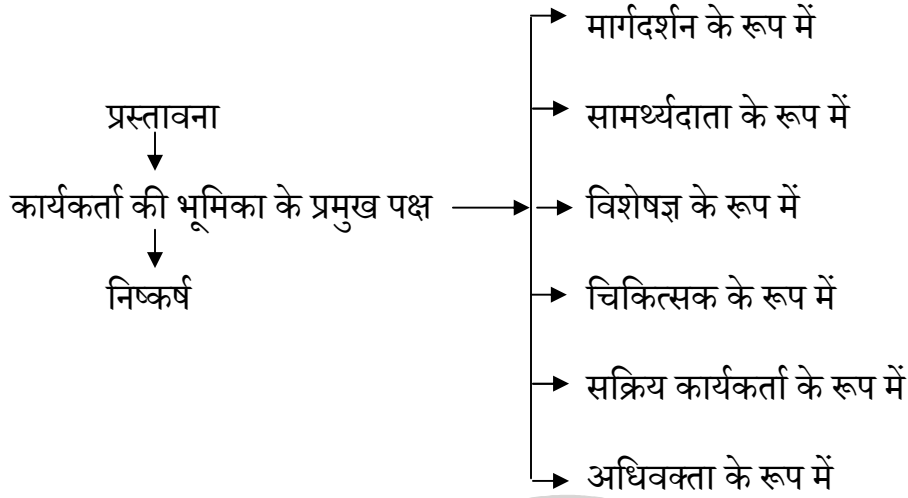 प्रस्तावना
कार्यकर्ता की भूमिका के प्रमुख पक्ष
निष्कर्ष
मार्गदर्शन के रूप में
सामर्थ्यदाता के रूप में
विशेषज्ञ के रूप में
चिकित्सक के रूप में
सक्रिय कार्यकर्ता के रूप में
अधिवक्ता के रूप में